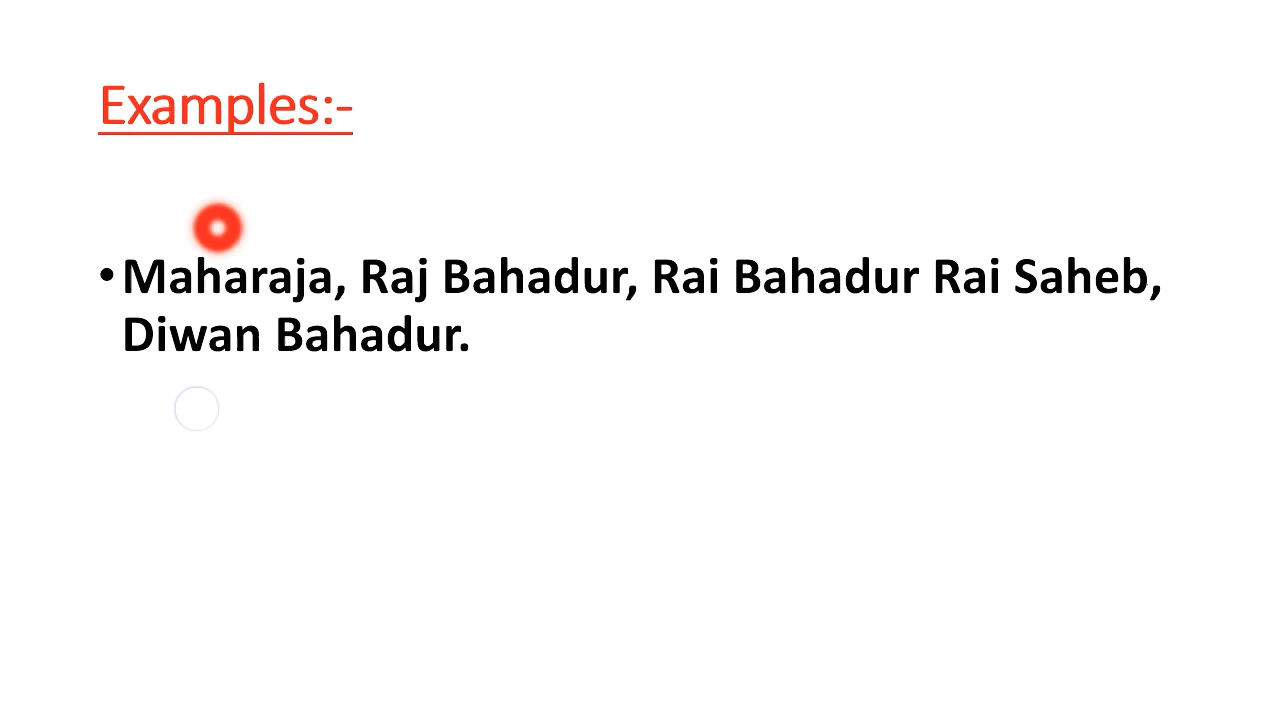 Examples:-
•Maharaja, Raj Bahadur, Rai Bahadur Rai Saheb,
Diwan Bahadur.